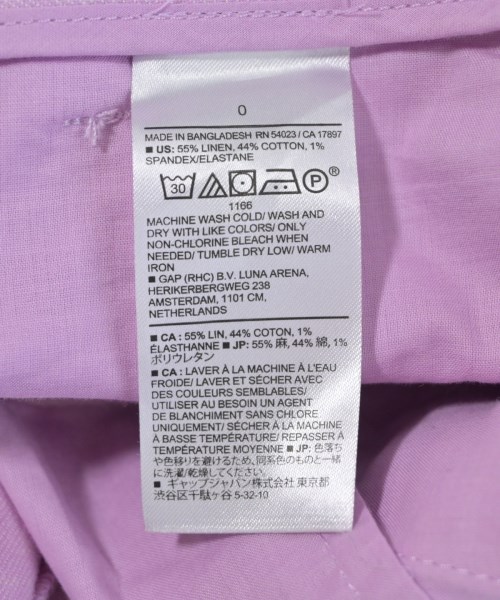 0
MADE IN BANGLADESH RN 54023 / CA 17897
■ US: 55% LINEN, 44% COTTON, 1%
SPANDEX/ELASTANE
30 P®
1166
MACHINE WASH COLD/ WASH AND
DRY WITH LIKE COLORS/ ONLY
NON-CHLORINE BLEACH WHEN
NEEDED/ TUMBLE DRY LOW/ WARM
IRON
■ GAP (RHC) B.V. LUNA ARENA,
HERIKERBERGWEG 238
AMSTERDAM, 1101 CM,
NETHERLANDS
■ CA : 55% LIN, 44% COTON, 1%
ÉLASTHANNE ■ JP: 55% 麻, 44% 綿, 1%
ポリウレタン
■ CA : LAVER À LA MACHINE À L'EAU
FROIDE/ LAVER ET SÉCHER AVEC
DES COULEURS SEMBLABLES/
UTILISER AU BESOIN UN AGENT
DE BLANCHIMENT SANS CHLORE
UNIQUEMENT/ SÉCHER À LA MACHINE
À BASSE TEMPÉRATURE/ REPASSER À
TEMPÉRATURE MOYENNE ■ JP: 色落ち
や色移りを避けるため、同系色のものと一緒
に洗濯/乾燥してください。
■ ギャップジャパン株式会社 東京都
渋谷区千駄ヶ谷 5-32-10